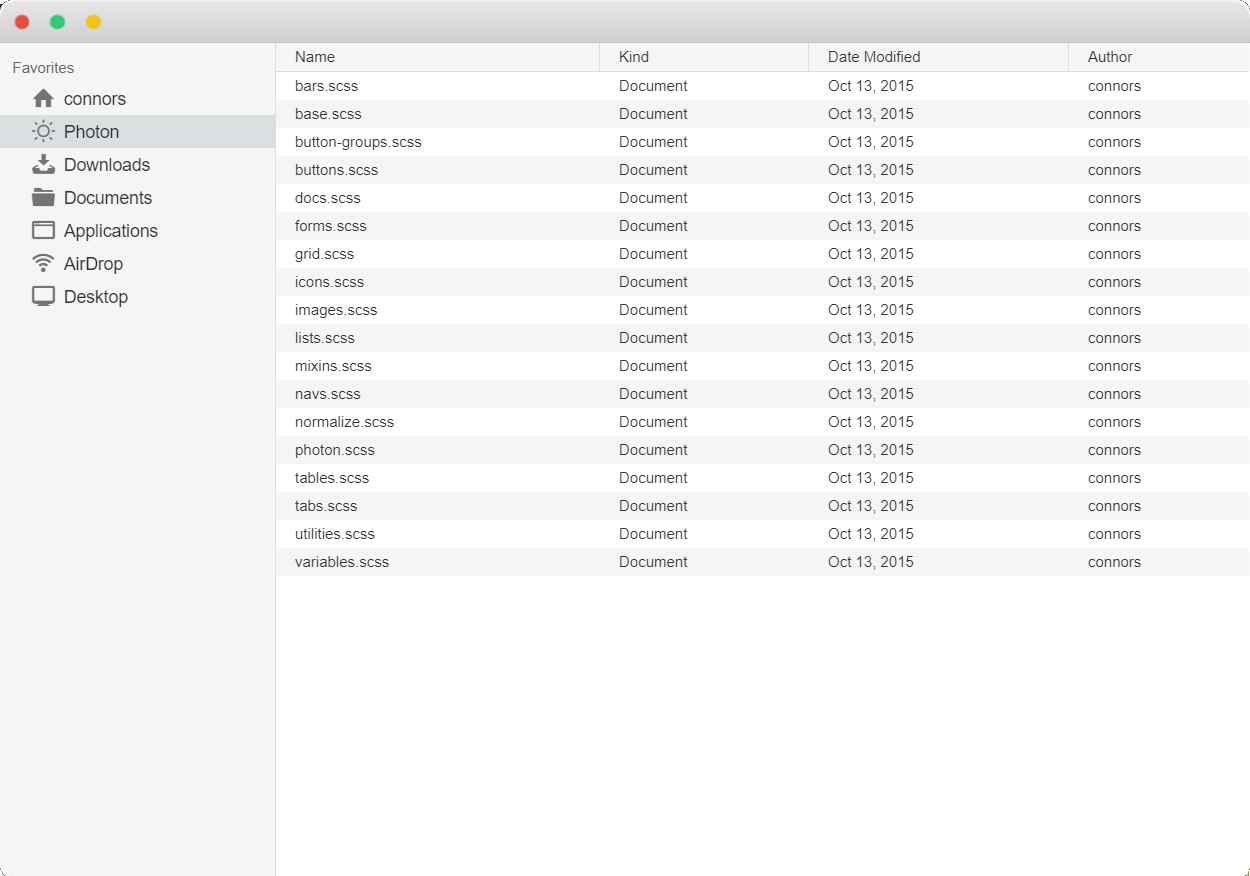 Favorites
connors
Photon
Downloads
Documents
Applications
AirDrop
Desktop
Name Kind Date Modified Author
bars.scss Document Oct 13, 2015 connors
base.scss Document Oct 13, 2015 connors
button-groups.scss Document Oct 13, 2015 connors
buttons.scss Document Oct 13, 2015 connors
docs.scss Document Oct 13, 2015 connors
forms.scss Document Oct 13, 2015 connors
grid.scss Document Oct 13, 2015 connors
icons.scss Document Oct 13, 2015 connors
images.scss Document Oct 13, 2015 connors
lists.scss Document Oct 13, 2015 connors
mixins.scss Document Oct 13, 2015 connors
navs.scss Document Oct 13, 2015 connors
normalize.scss Document Oct 13, 2015 connors
photon.scss Document Oct 13, 2015 connors
tables.scss Document Oct 13, 2015 connors
tabs.scss Document Oct 13, 2015 connors
utilities.scss Document Oct 13, 2015 connors
variables.scss Document Oct 13, 2015 connors